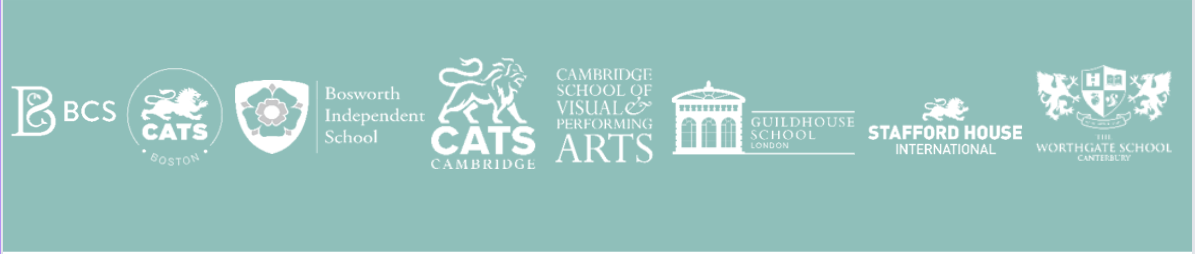 BCS
CATS
BOSTON
Bosworth
Independent
School
CATS
CAMBRIDGE
CAMBRIDGE
SCHOOL OF
VISUAL &
PERFORMING
ARTS
GUILDHOUSE
SCHOOL
LONDON
STAFFORD HOUSE
INTERNATIONAL
THE
WORTHGATE SCHOOL
CANTERBURY